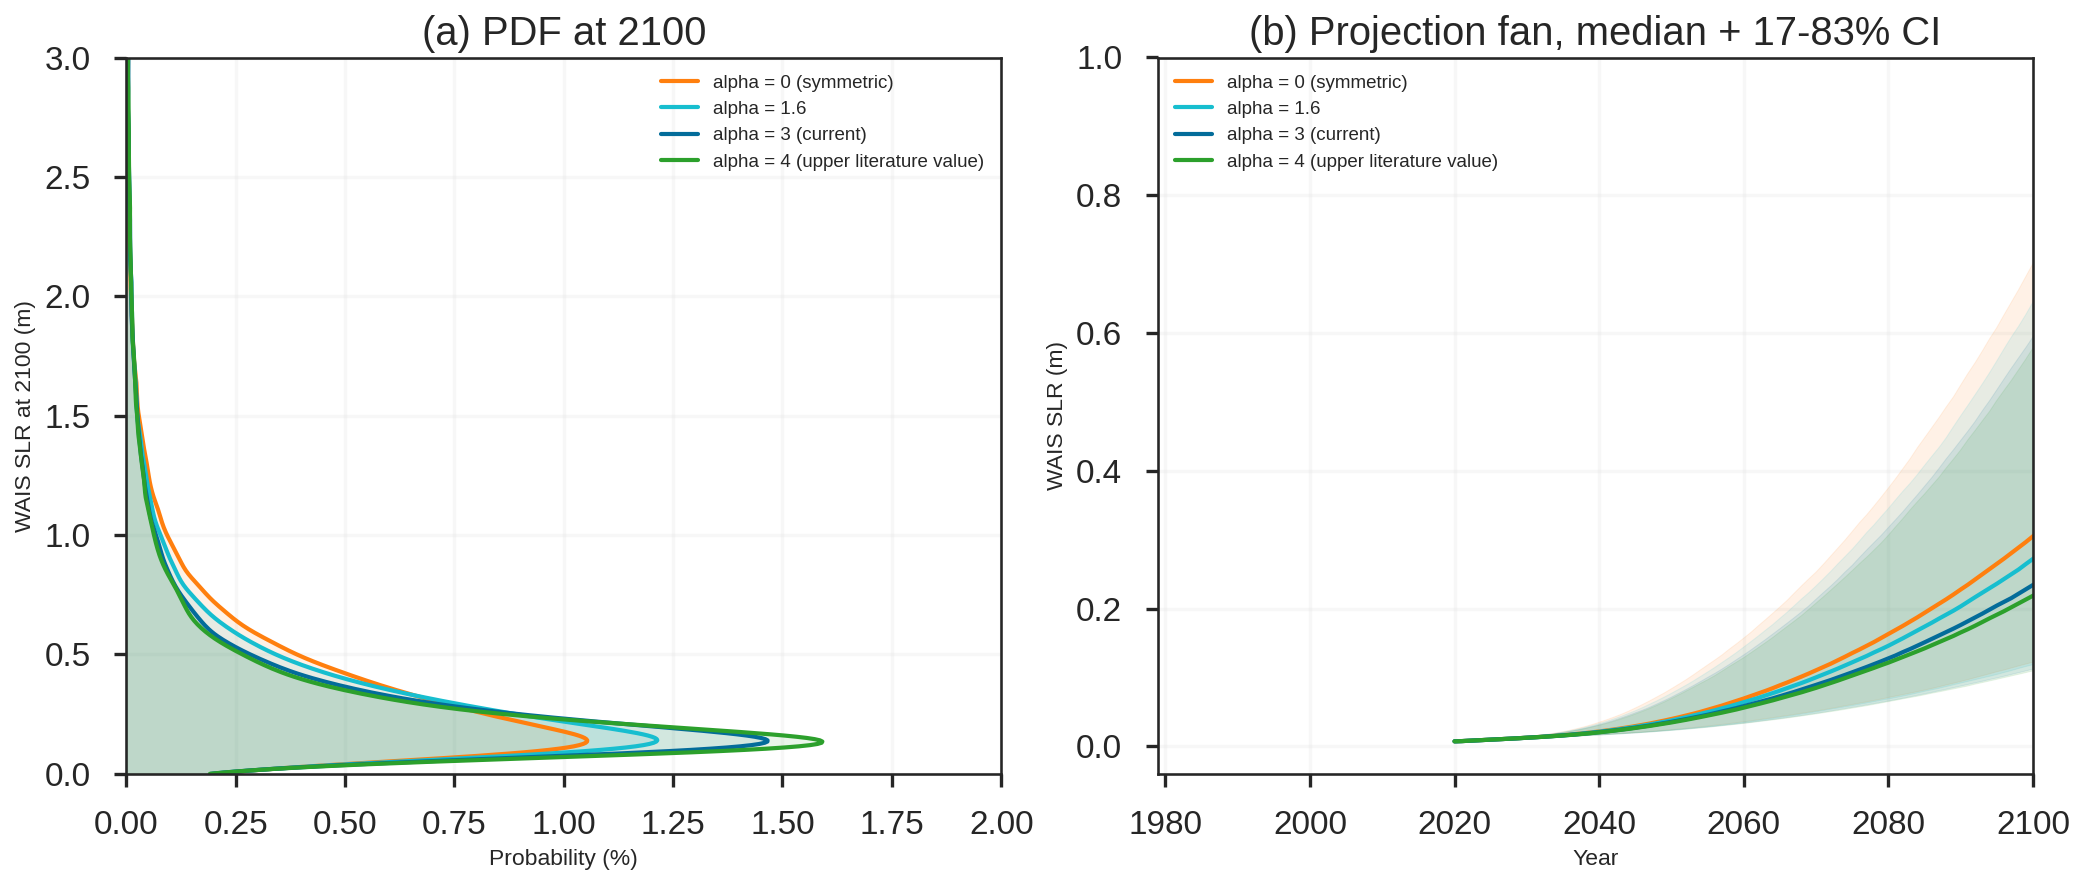 (a) PDF at 2100
3.0
2.5
2.0
1.5
1.0
0.5
0.0
WAIS SLR at 2100 (m)
alpha = 0 (symmetric)
alpha = 1.6
alpha = 3 (current)
alpha = 4 (upper literature value)
0.00 0.25 0.50 0.75 1.00 1.25 1.50 1.75 2.00
Probability (%)
(b) Projection fan, median + 17-83% CI
1.0
0.8
0.6
0.4
0.2
0.0
WAIS SLR (m)
alpha = 0 (symmetric)
alpha = 1.6
alpha = 3 (current)
alpha = 4 (upper literature value)
1980 2000 2020 2040 2060 2080 2100
Year